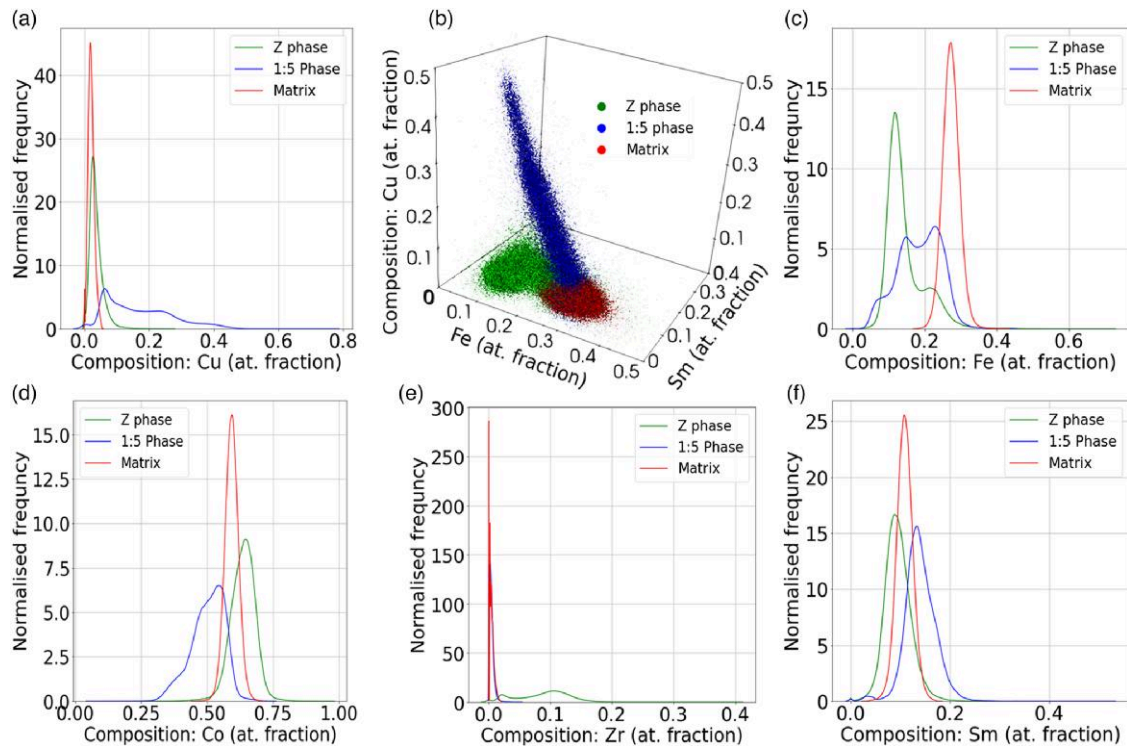 (a)
Normalised frequncy
40
30
20
10
0
0.0 0.2 0.4 0.6 0.8
Composition: Cu (at. fraction)
Z phase
1:5 Phase
Matrix
(b)
Composition: Cu (at. fraction)
0.5
0.4
0.3
0.2
0.1
0
0.1
0.2
0.3
0.4
0.5
Fe (at. fraction)
0
0.1
0.2
0.3
0.4
Sm (at. fraction)
0.5
0.4
0.3
0.2
0.1
Z phase
1:5 phase
Matrix
(c)
Normalised frequncy
15
10
5
0
0.0 0.2 0.4 0.6
Composition: Fe (at. fraction)
Z phase
1:5 Phase
Matrix
(d)
Normalised frequncy
15.0
12.5
10.0
7.5
5.0
2.5
0.0
0.00 0.25 0.50 0.75 1.00
Composition: Co (at. fraction)
Z phase
1:5 Phase
Matrix
(e)
Normalised frequncy
300
250
200
150
100
50
0
0.0 0.1 0.2 0.3 0.4
Composition: Zr (at. fraction)
Z phase
1:5 Phase
Matrix
(f)
Normalised frequncy
25
20
15
10
5
0
0.0 0.2 0.4
Composition: Sm (at. fraction)
Z phase
1:5 Phase
Matrix